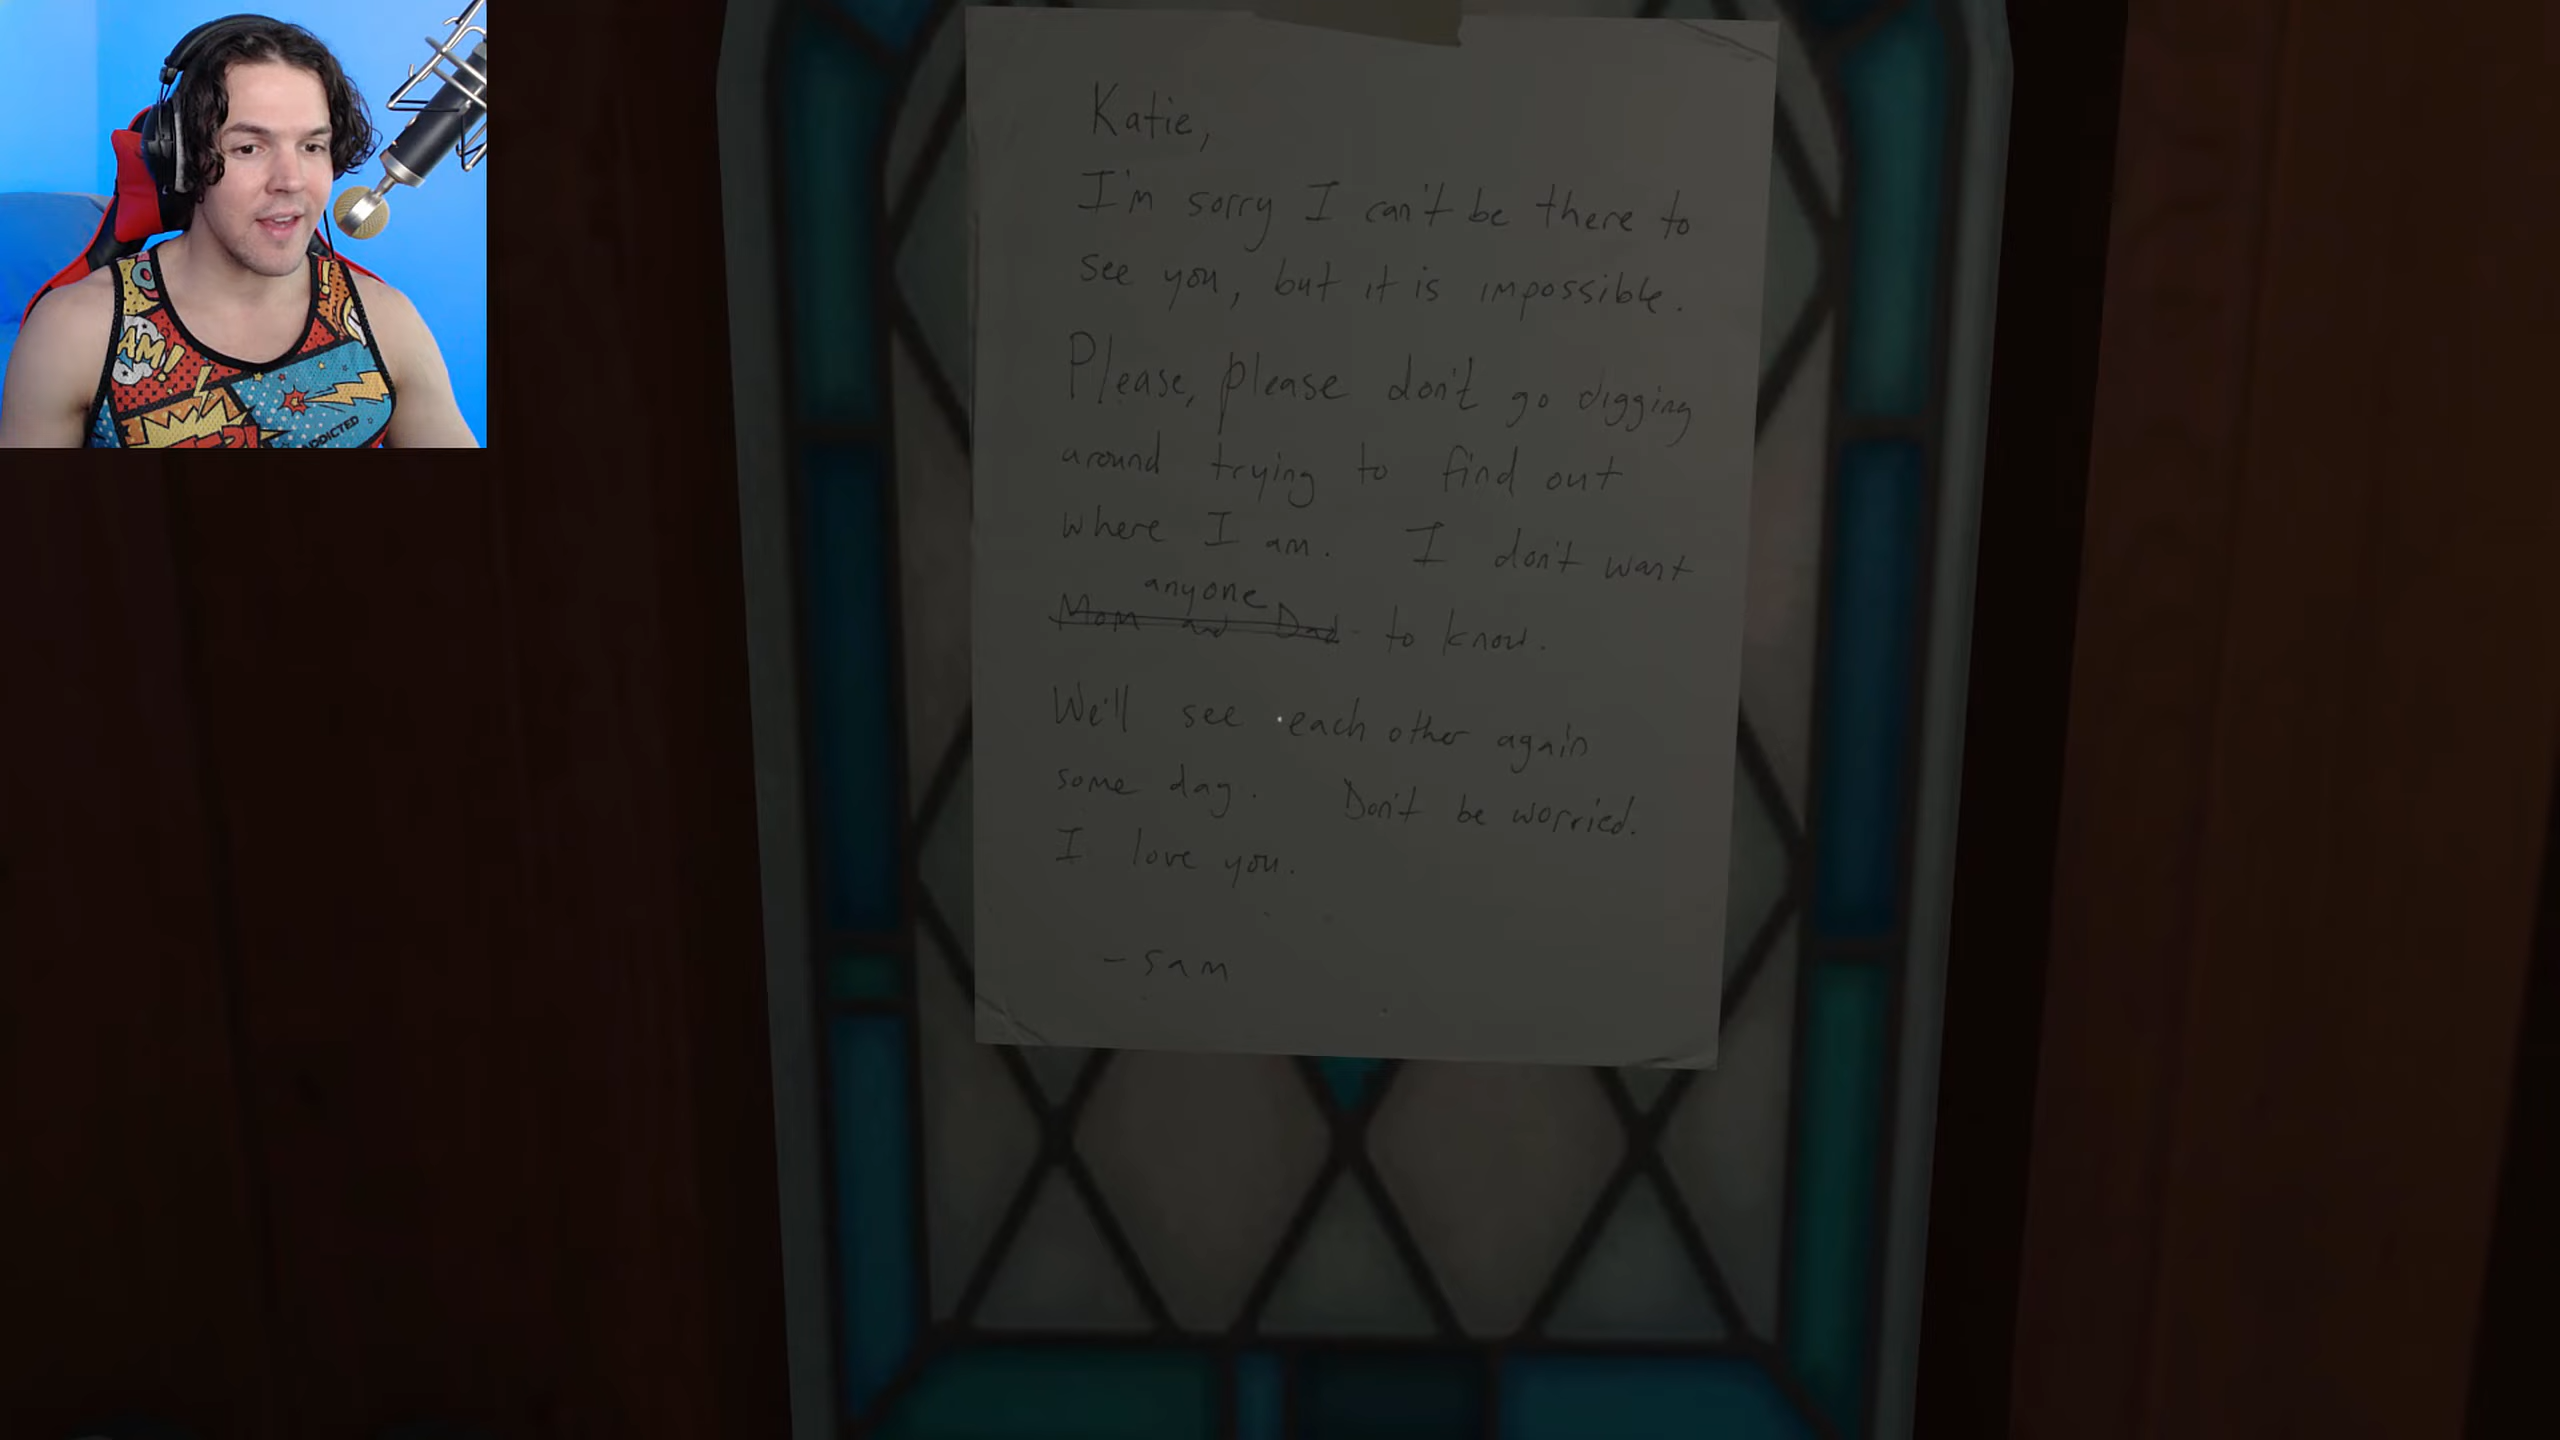 Katie,
I'm sorry I can't be there to
see you, but it is impossible.
Please, please don't go digging
around trying to find out
where I am. I don't want
anyone
Mom and Dad to know.
We'll see each other again
some day. Don't be worried.
I love you.
- Sam
AM!
ADDICTED